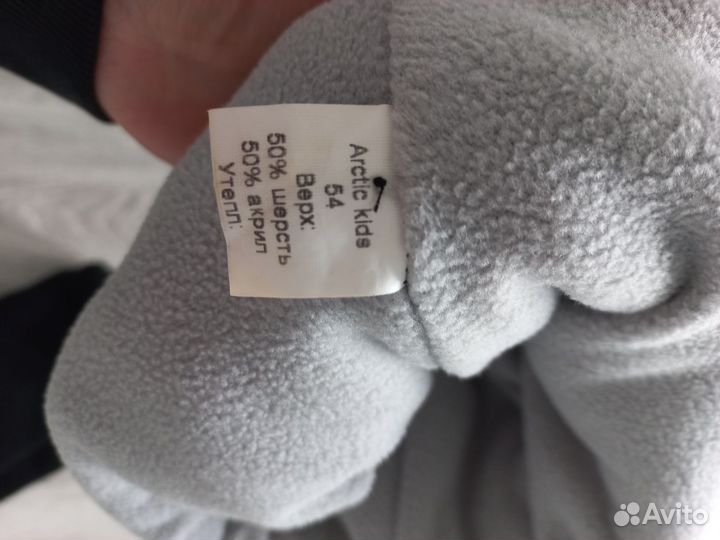 Arctic kids
54
Верх:
50% шерсть
50% акрил
Утепл:
Avito